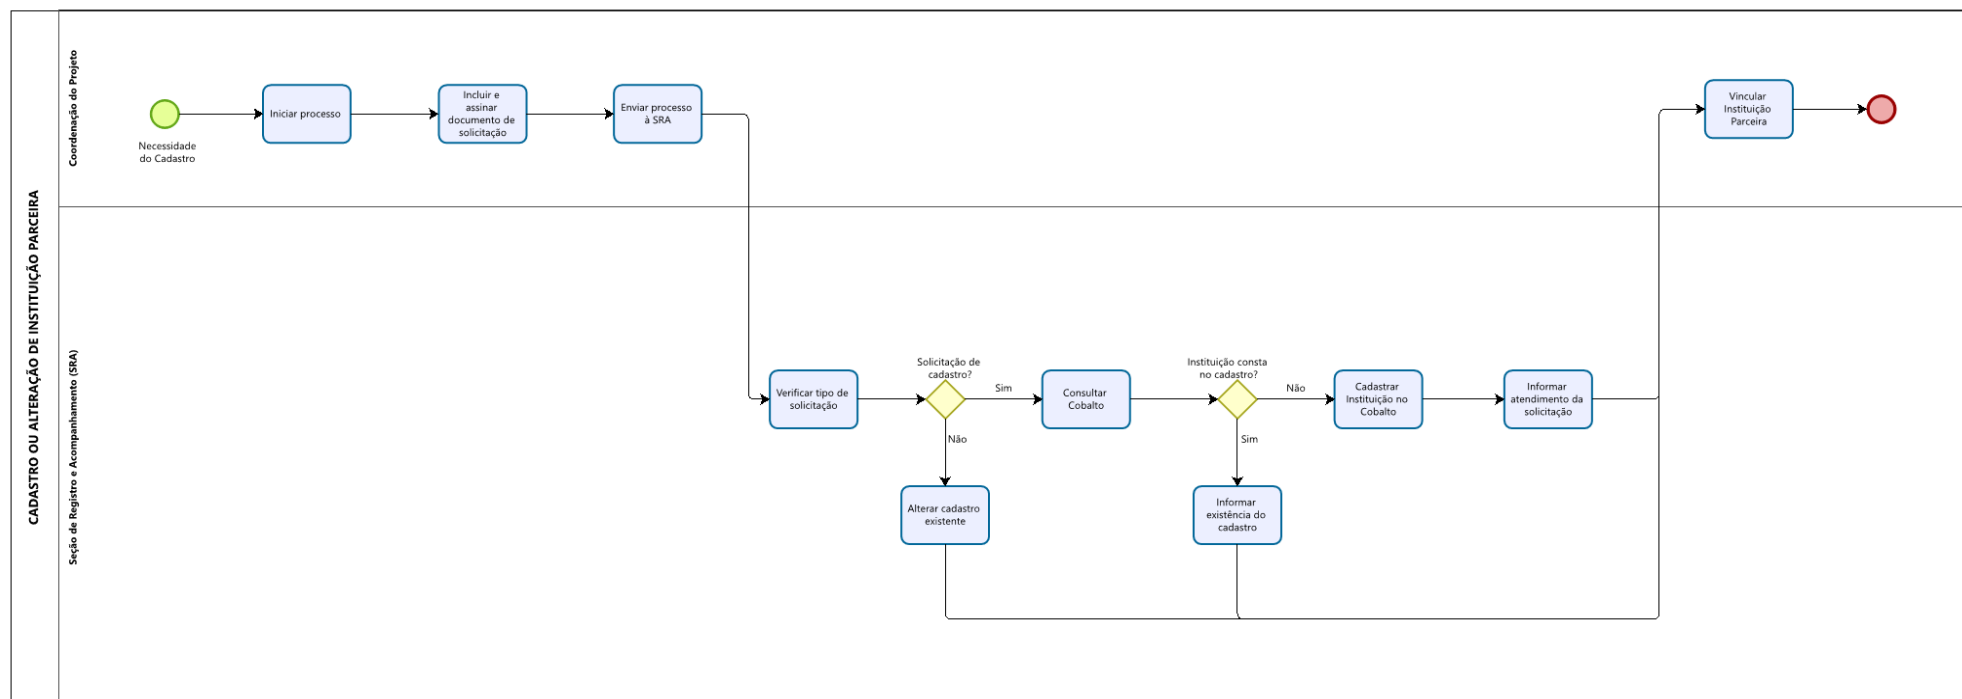 CADASTRO OU ALTERAÇÃO DE INSTITUIÇÃO PARCEIRA
Coordenação do Projeto
Necessidade
do Cadastro
Iniciar processo
Incluir e
assinar
documento de
solicitação
Enviar processo
à SRA
Vincular
Instituição
Parceira
Seção de Registro e Acompanhamento (SRA)
Verificar tipo de
solicitação
Solicitação de
cadastro?
Sim
Não
Alterar cadastro
existente
Consultar
Cobalto
Instituição consta
no cadastro?
Não
Sim
Informar
existência do
cadastro
Cadastrar
Instituição no
Cobalto
Informar
atendimento da
solicitação